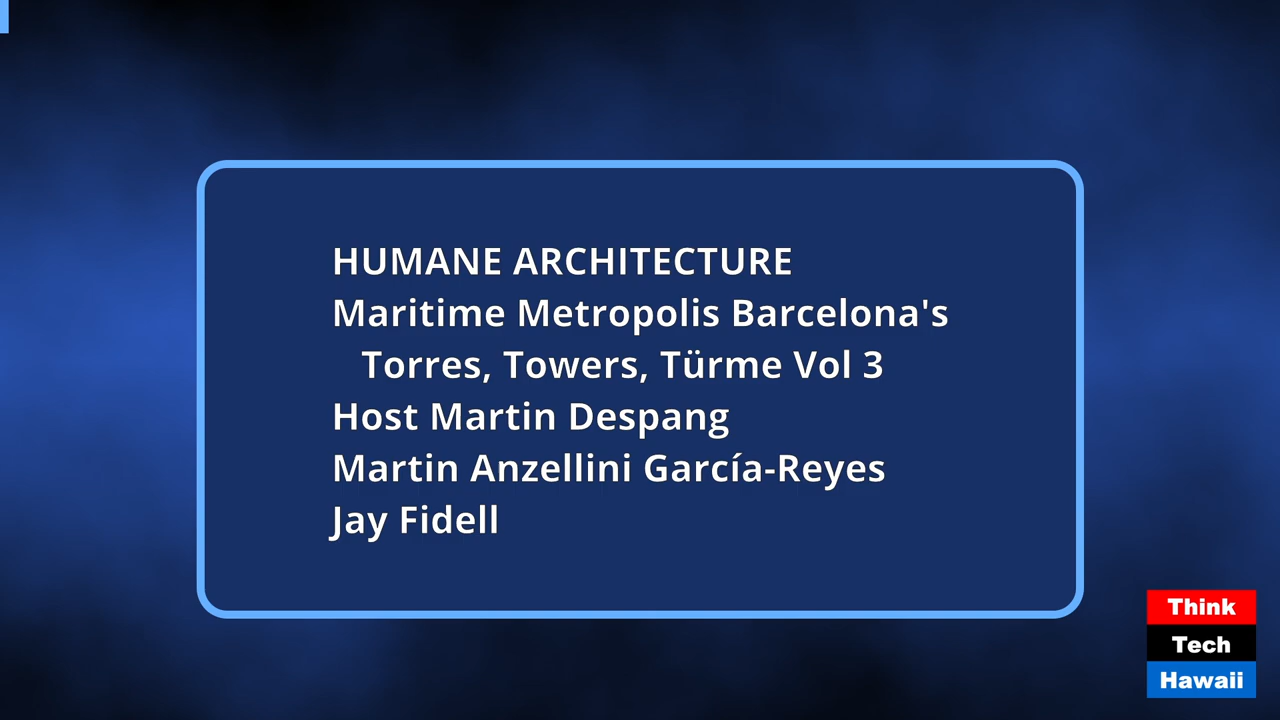 HUMANE ARCHITECTURE
Maritime Metropolis Barcelona's
Torres, Towers, Türme Vol 3
Host Martin Despang
Martin Anzellini García-Reyes
Jay Fidell
Think
Tech
Hawaii